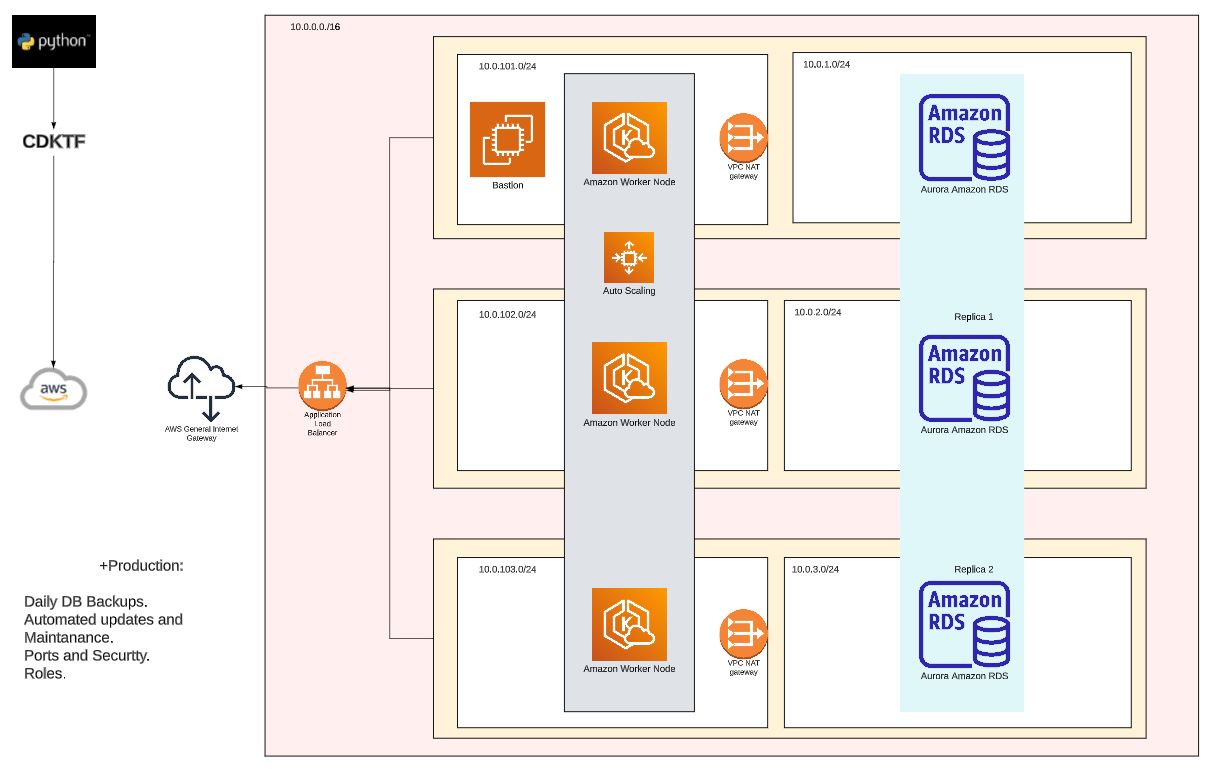 python™
CDKTF
aws
AWS General Internet
Gateway
+Production:
Daily DB Backups.
Automated updates and
Maintanance.
Ports and Securtty.
Roles.
10.0.0.0./16
Application
Load
Balancer
10.0.101.0/24
Bastion
Amazon Worker Node
VPC NAT
gateway
10.0.1.0/24
Amazon
RDS
Aurora Amazon RDS
Auto Scaling
10.0.102.0/24
Amazon Worker Node
VPC NAT
gateway
10.0.2.0/24
Replica 1
Amazon
RDS
Aurora Amazon RDS
10.0.103.0/24
Amazon Worker Node
VPC NAT
gateway
10.0.3.0/24
Replica 2
Amazon
RDS
Aurora Amazon RDS